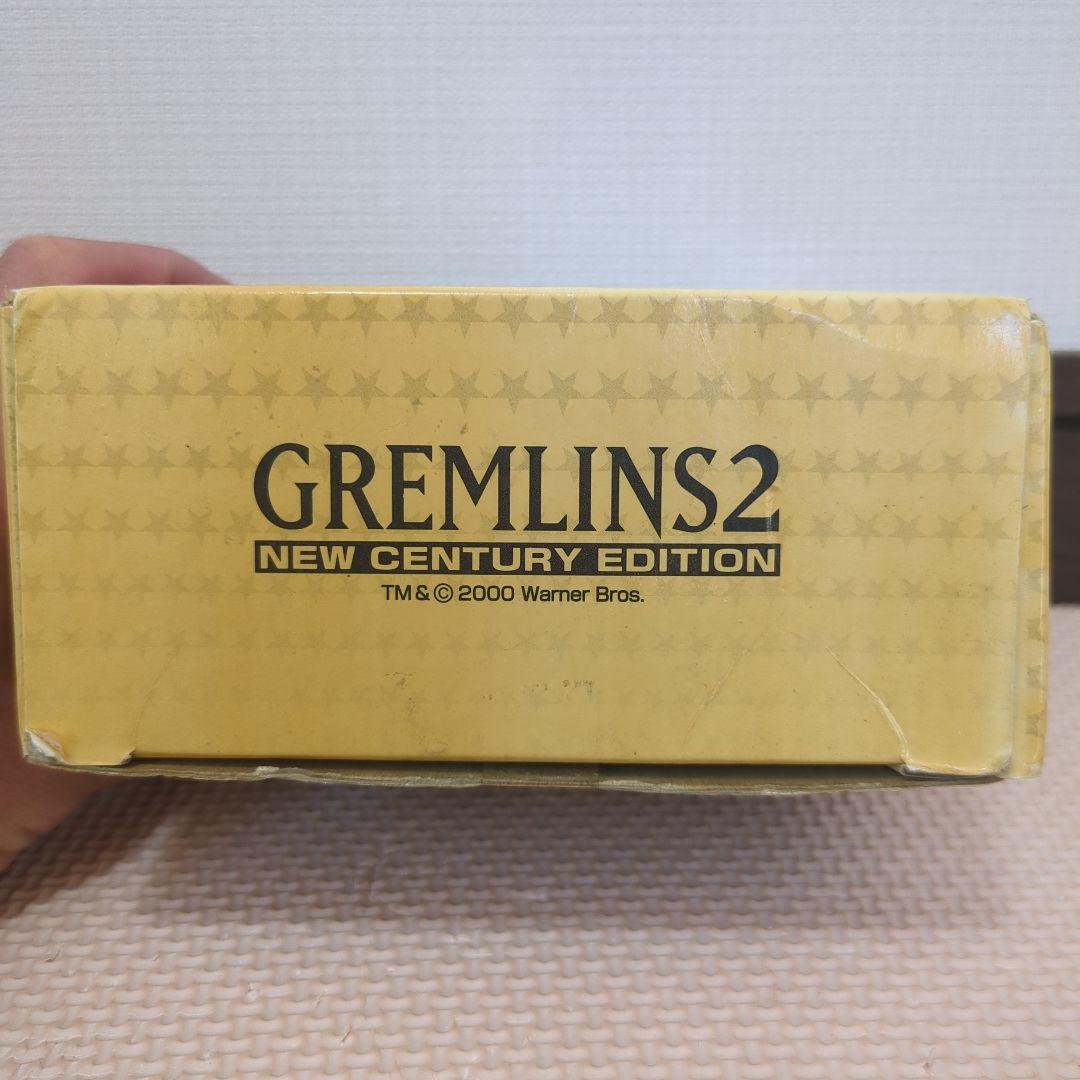 GREMLINS2
NEW CENTURY EDITION
TM & © 2000 Warner Bros.